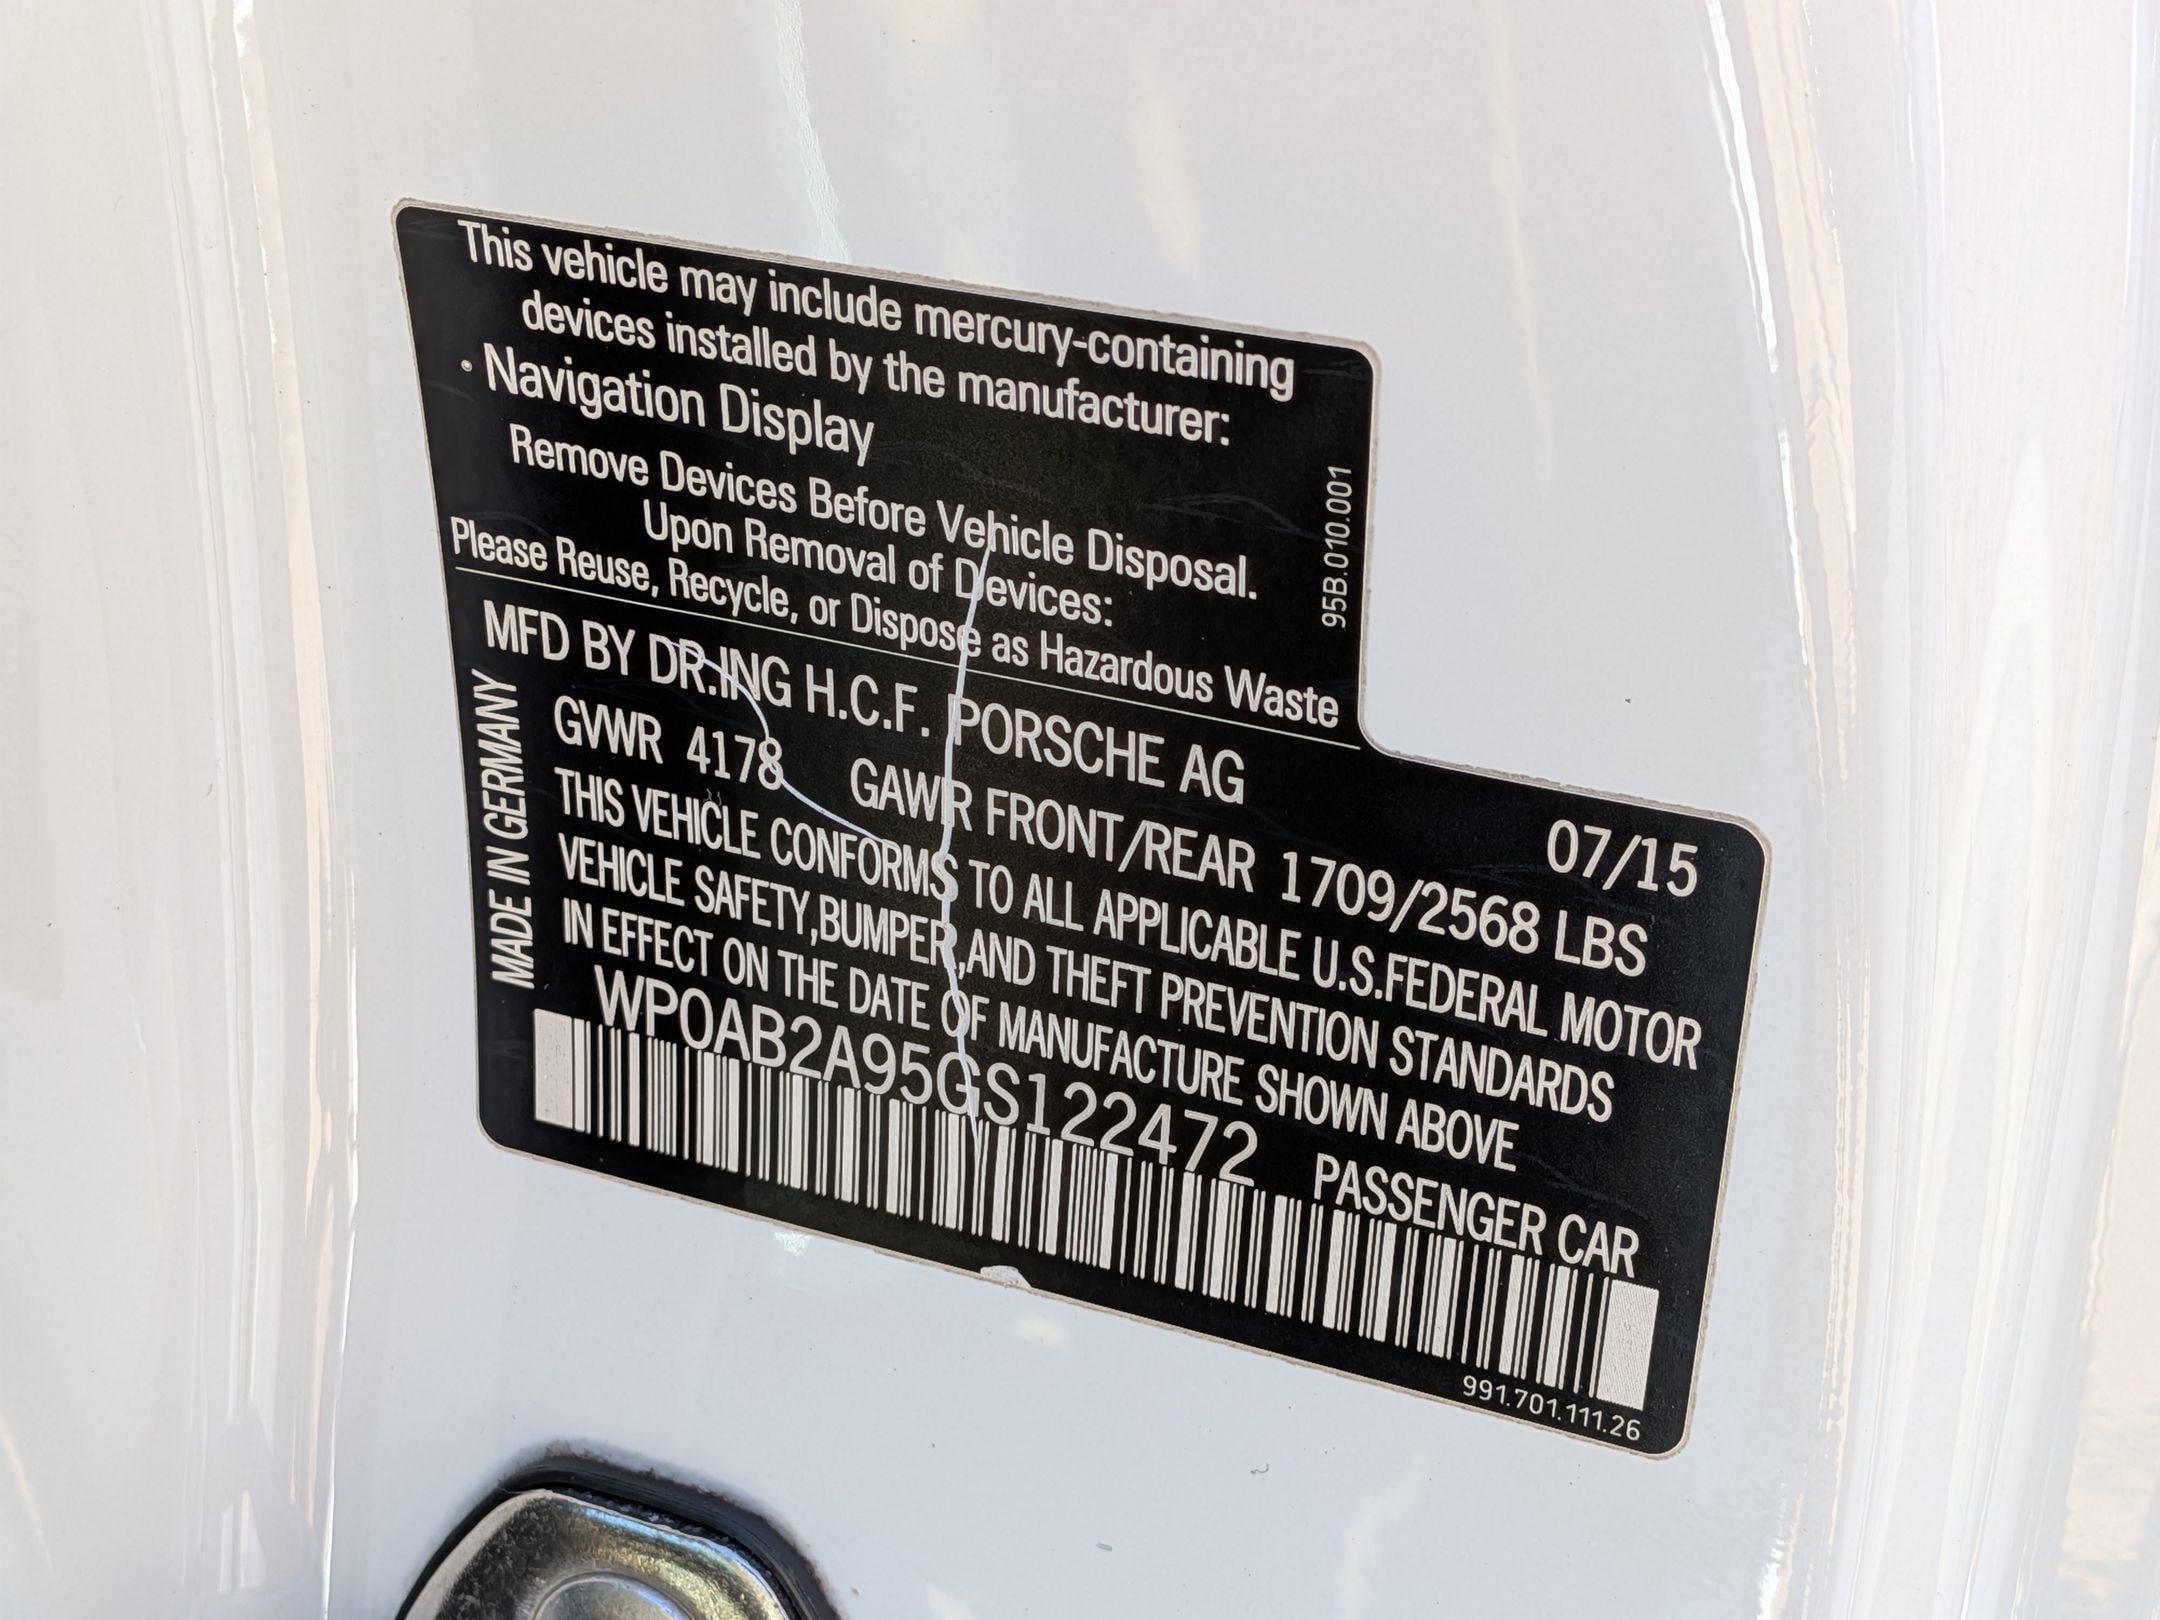 This vehicle may include mercury-containing
devices installed by the manufacturer:
· Navigation Display
Remove Devices Before Vehicle Disposal.
Upon Removal of Devices:
Please Reuse, Recycle, or Dispose as Hazardous Waste
95B.010.001
MFD BY DR.ING H.C.F. PORSCHE AG
07/15
GVWR 4178 GAWR FRONT/REAR 1709/2568 LBS
THIS VEHICLE CONFORMS TO ALL APPLICABLE U.S.FEDERAL MOTOR
VEHICLE SAFETY,BUMPER,AND THEFT PREVENTION STANDARDS
IN EFFECT ON THE DATE OF MANUFACTURE SHOWN ABOVE
WP0AB2A95GS122472 PASSENGER CAR
MADE IN GERMANY
991.701.111.26